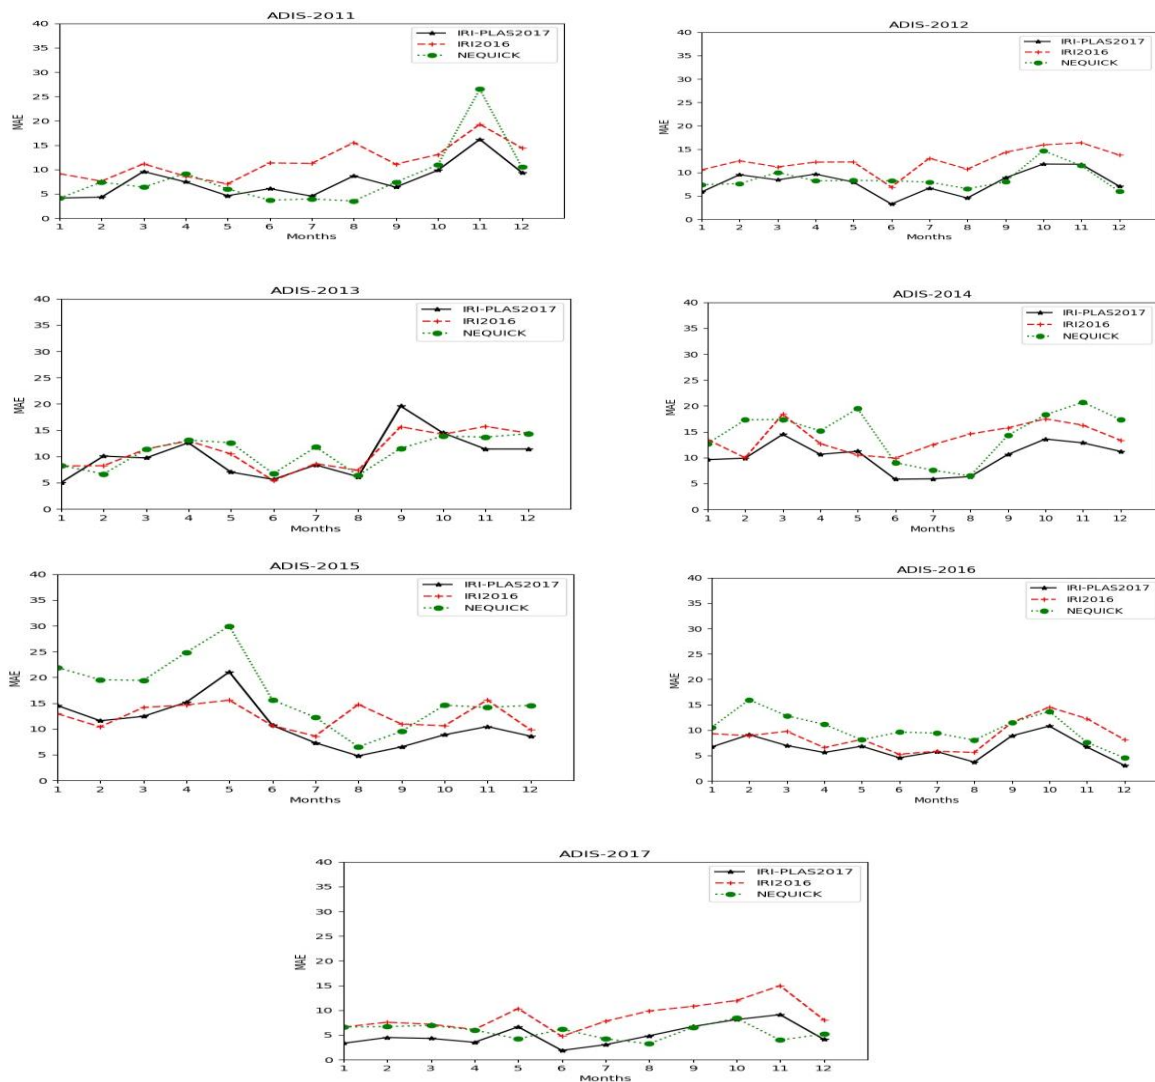 ADIS-2011
40
35
30
25
20
15
10
5
0
MAE
IRI-PLAS2017
IRI2016
NEQUICK
1 2 3 4 5 6 7 8 9 10 11 12
Months
ADIS-2012
40
35
30
25
20
15
10
5
0
MAE
IRI-PLAS2017
IRI2016
NEQUICK
1 2 3 4 5 6 7 8 9 10 11 12
Months
ADIS-2013
40
35
30
25
20
15
10
5
0
MAE
IRI-PLAS2017
IRI2016
NEQUICK
1 2 3 4 5 6 7 8 9 10 11 12
Months
ADIS-2014
40
35
30
25
20
15
10
5
0
MAE
IRI-PLAS2017
IRI2016
NEQUICK
1 2 3 4 5 6 7 8 9 10 11 12
Months
ADIS-2015
40
35
30
25
20
15
10
5
0
MAE
IRI-PLAS2017
IRI2016
NEQUICK
1 2 3 4 5 6 7 8 9 10 11 12
Months
ADIS-2016
40
35
30
25
20
15
10
5
0
MAE
IRI-PLAS2017
IRI2016
NEQUICK
1 2 3 4 5 6 7 8 9 10 11 12
Months
ADIS-2017
40
35
30
25
20
15
10
5
0
MAE
IRI-PLAS2017
IRI2016
NEQUICK
1 2 3 4 5 6 7 8 9 10 11 12
Months